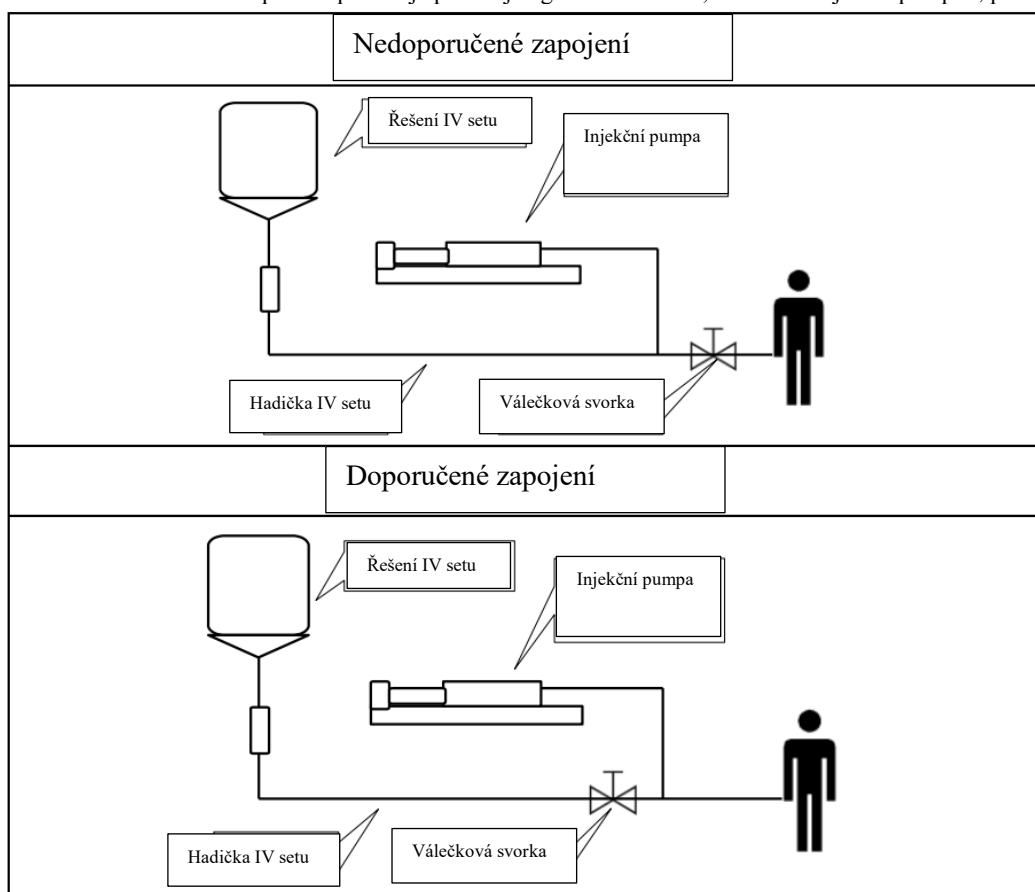 Nedoporučené zapojení
Řešení IV setu
Injekční pumpa
Hadička IV setu
Válečková svorka
Doporučené zapojení
Řešení IV setu
Injekční pumpa
Hadička IV setu
Válečková svorka